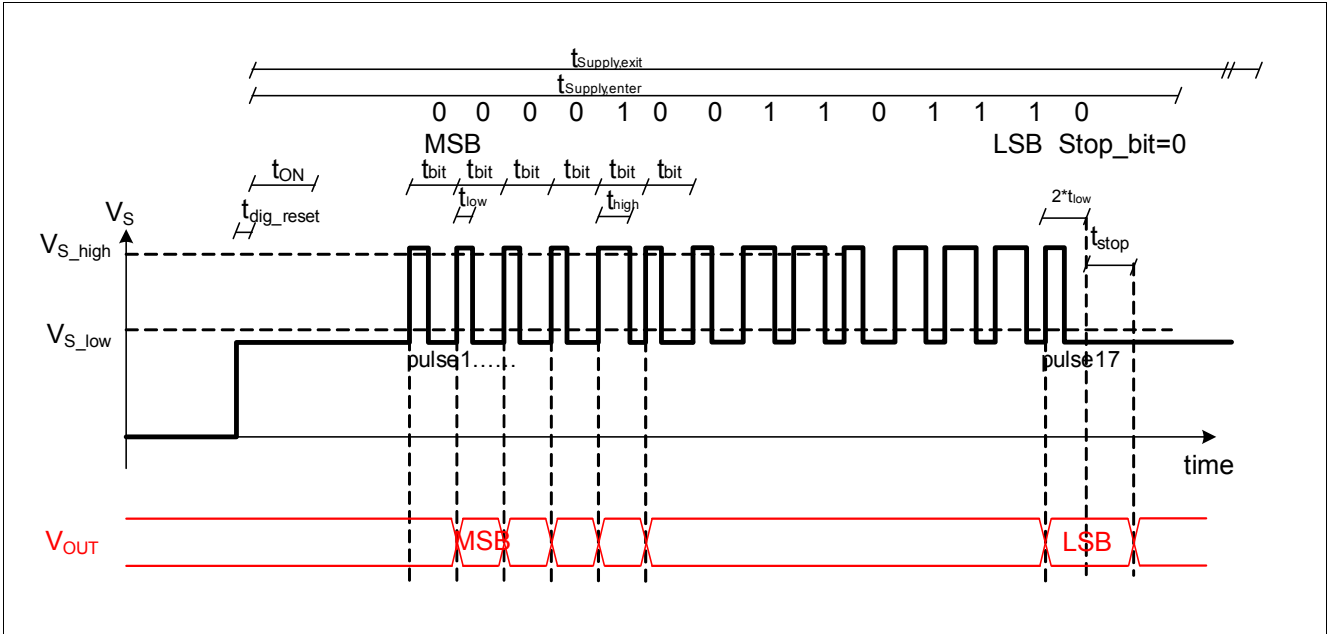 tSupply,exit
tSupply,enter
0 0 0 0 1 0 0 1 1 0 1 1 1 0
MSB LSB Stop_bit=0
tON tbit tbit tbit tbit tbit tbit
tlow thigh 2*tlow
VS tdig_reset tstop
VS_high
VS_low
pulse1...... pulse17
time
VOUT MSB LSB